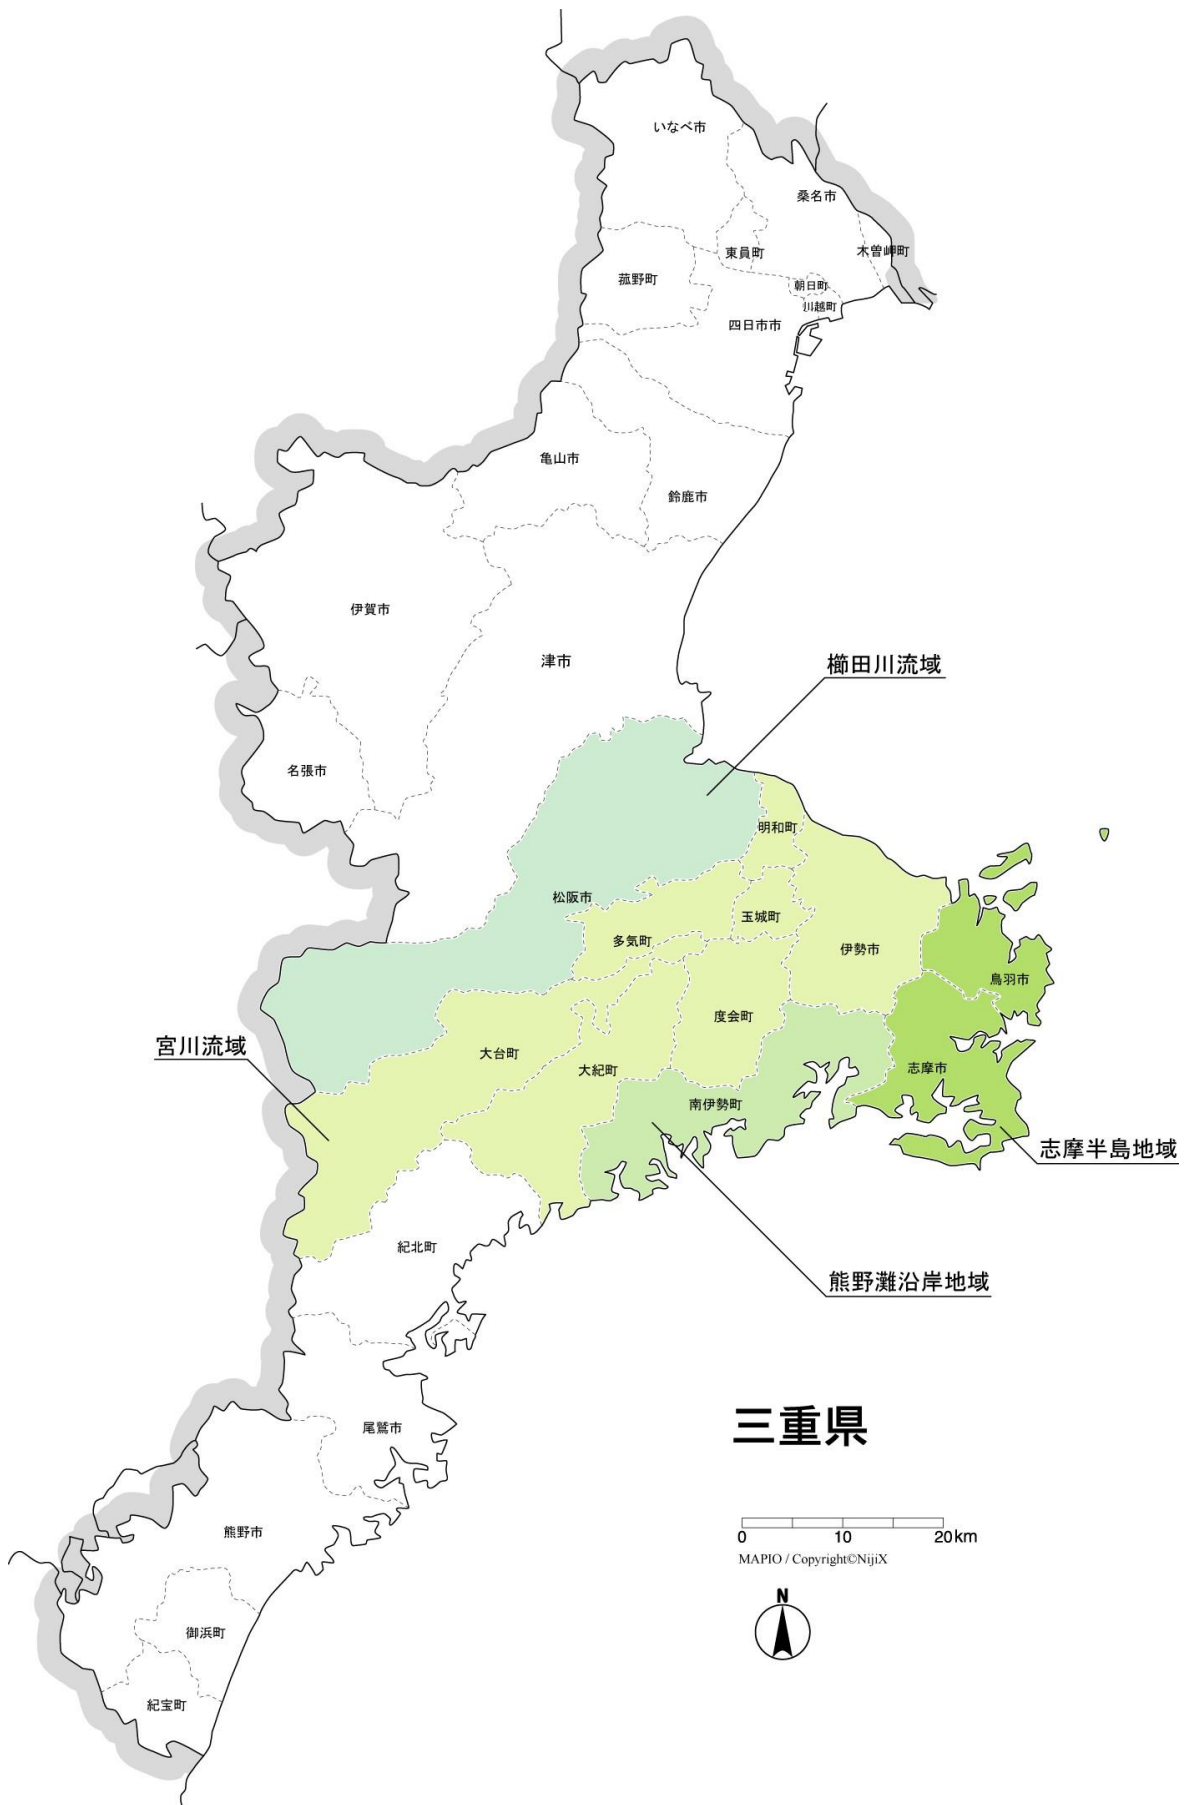 いなべ市
桑名市
東員町
木曽岬町
菰野町
朝日町
川越町
四日市市
亀山市
鈴鹿市
伊賀市
津市
櫛田川流域
名張市
明和町
松阪市
玉城町
多気町
伊勢市
鳥羽市
度会町
宮川流域
大台町
大紀町
志摩市
南伊勢町
志摩半島地域
紀北町
熊野灘沿岸地域
尾鷲市
三重県
熊野市
0 10 20km
MAPIO / Copyright©NijiX
N
御浜町
紀宝町